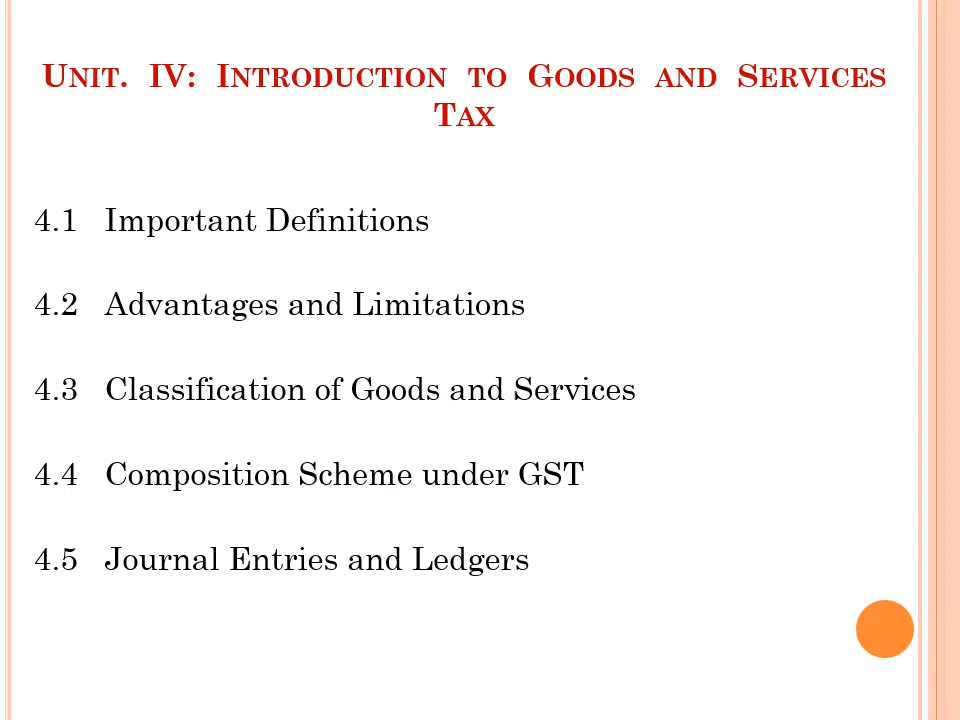 Unit. IV: Introduction to Goods and Services
Tax
4.1 Important Definitions
4.2 Advantages and Limitations
4.3 Classification of Goods and Services
4.4 Composition Scheme under GST
4.5 Journal Entries and Ledgers